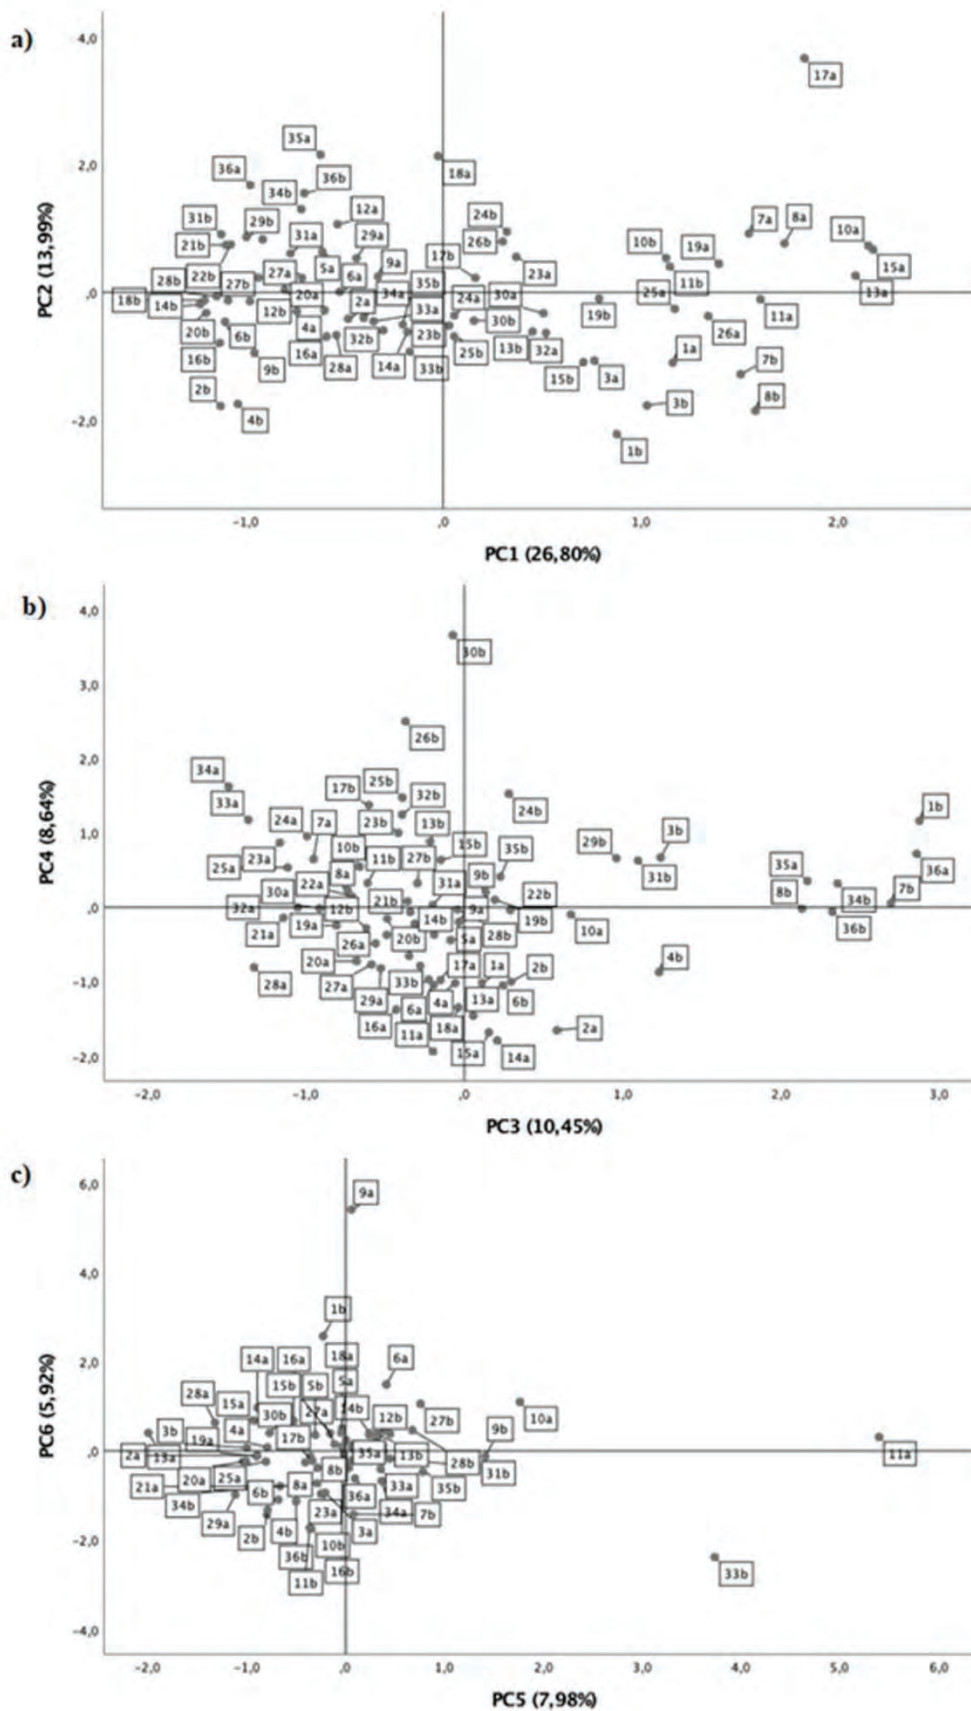 a)
4,0
17a
35a
2,0
36a
36b
18a
34b
12a
24b
7a
8a
31b
29b
31a
29a
10b
19a
10a
21b
26b
17b
5a
9a
23a
15a
28b
22b
27b
27a
6a
35b
11b
,0
18b
14b
20a
34a
24a
30a
25a
13a
2a
33a
12b
19b
11a
20b
6b
4a
32b
23b
30b
26a
16b
9b
16a
28a
14a
33b
25b
13b
32a
1a
7b
15b
3a
2b
8b
3b
-2,0
4b
1b
PC2 (13,99%)
-1,0
,0
1,0
2,0
PC1 (26,80%)
b)
4,0
30b
3,0
26b
2,0
34a
25b
17b
32b
33a
24b
1b
24a
7a
23b
13b
1,0
3b
10b
15b
29b
35b
23a
11b
27b
35a
36a
25a
8a
31a
9b
31b
22a
22b
8b
34b
7b
30a
21b
,0
32a
12b
9a
19a
14b
19b
10a
36b
21a
26a
20b
5a
28b
20a
17a
1a
2b
4b
28a
27a
33b
-1,0
29a
6a
4a
13a
6b
16a
11a
18a
2a
15a
14a
-2,0
PC4 (8,64%)
-2,0
-1,0
,0
1,0
2,0
3,0
PC3 (10,45%)
c)
6,0
9a
4,0
1b
2,0
14a
16a
18a
6a
28a
15b
5b
5a
15a
30b
27a
14b
12b
27b
10a
3b
4a
9b
19a
17b
,0
2a
13a
35a
13b
28b
11a
8b
31b
20a
25a
21a
6b
8a
33a
35b
34b
36a
29a
23a
34a
7b
-2,0
2b
4b
10b
3a
36b
16b
33b
11b
-4,0
PC6 (5,92%)
-2,0
-1,0
,0
1,0
2,0
3,0
4,0
5,0
6,0
PC5 (7,98%)